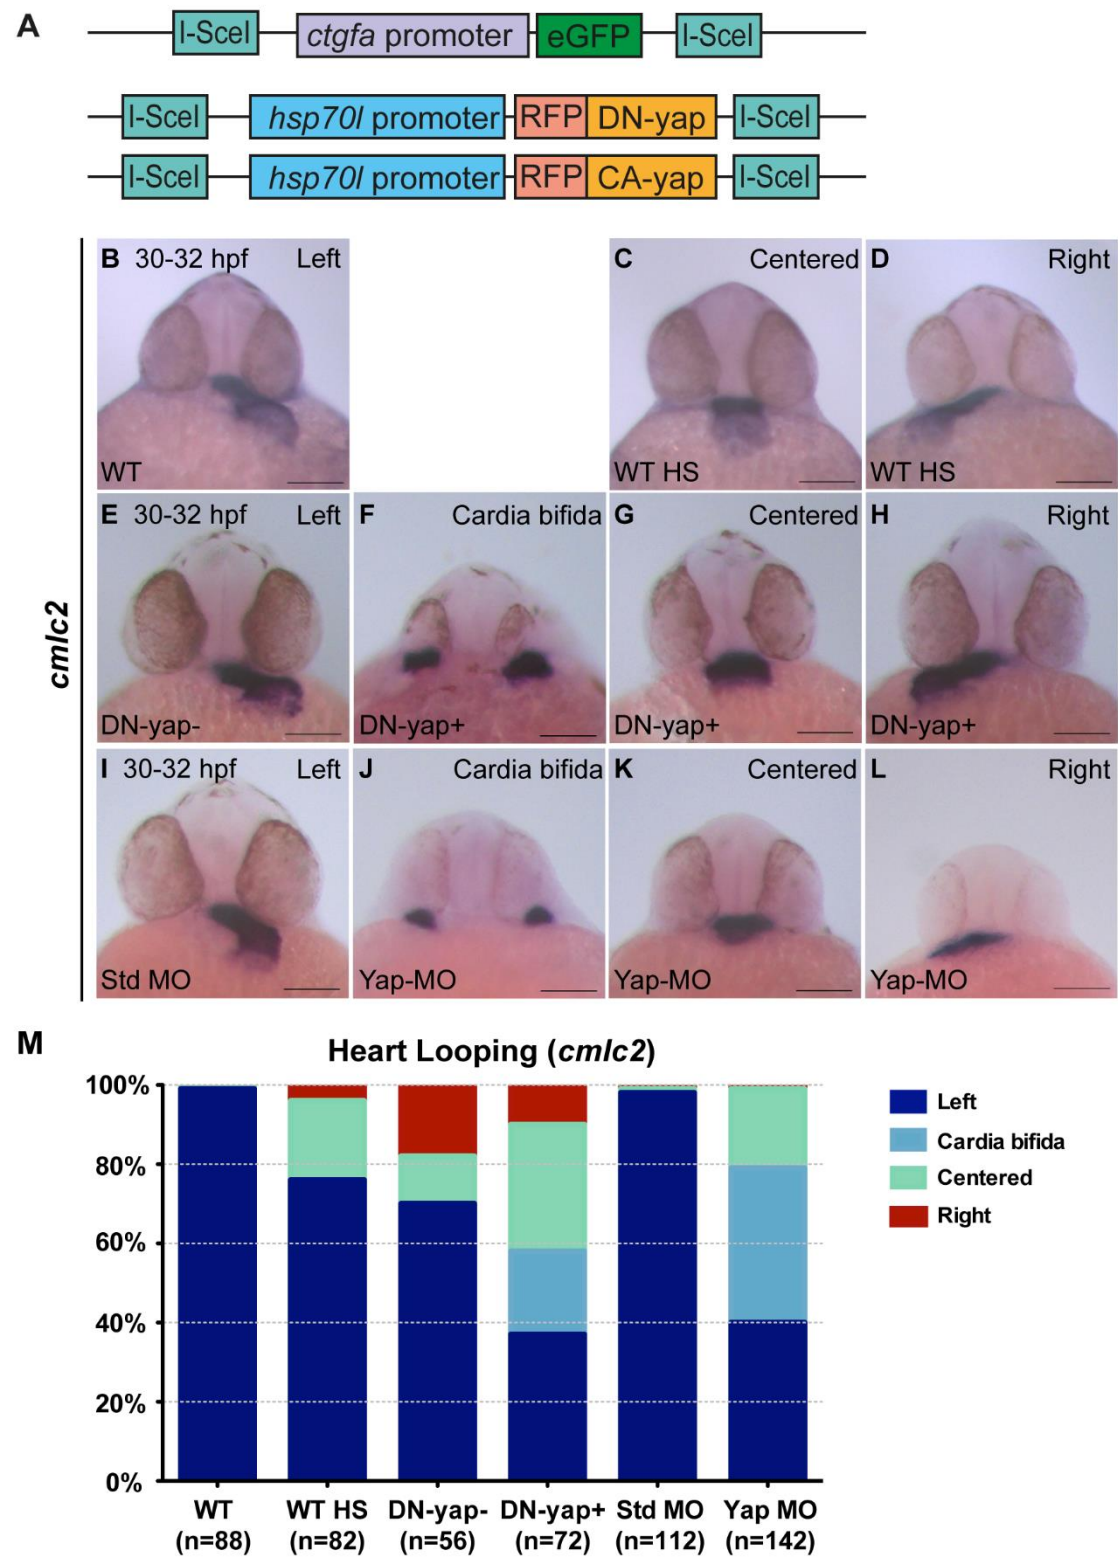 A
I-SceI ctgfa promoter eGFP I-SceI
I-SceI hsp70l promoter RFP DN-yap I-SceI
I-SceI hsp70l promoter RFP CA-yap I-SceI
cmlc2
B 30-32 hpf Left
WT
C Centered
WT HS
D Right
WT HS
E 30-32 hpf Left
DN-yap-
F Cardia bifida
DN-yap+
G Centered
DN-yap+
H Right
DN-yap+
I 30-32 hpf Left
Std MO
J Cardia bifida
Yap-MO
K Centered
Yap-MO
L Right
Yap-MO
M
Heart Looping (cmlc2)
100%
80%
60%
40%
20%
0%
WT WT HS DN-yap- DN-yap+ Std MO Yap MO
(n=88) (n=82) (n=56) (n=72) (n=112) (n=142)
Left
Cardia bifida
Centered
Right